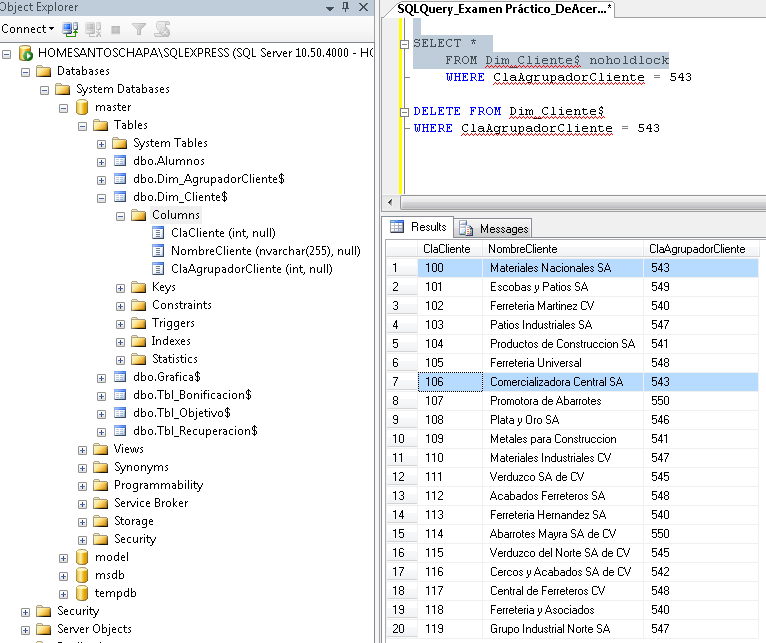 Object Explorer
Connect
HOMESANTOSCHAPA\SQLEXPRESS (SQL Server 10.50.4000 - HO
Databases
System Databases
master
Tables
System Tables
dbo.Alumnos
dbo.Dim_AgrupadorCliente$
dbo.Dim_Cliente$
Columns
ClaCliente (int, null)
NombreCliente (nvarchar(255), null)
ClaAgrupadorCliente (int, null)
Keys
Constraints
Triggers
Indexes
Statistics
dbo.Grafica$
dbo.Tbl_Bonificacion$
dbo.Tbl_Objetivo$
dbo.Tbl_Recuperacion$
Views
Synonyms
Programmability
Service Broker
Storage
Security
model
msdb
tempdb
Security
Server Objects
SQLQuery_Examen Práctico_DeAcer...*
SELECT *
FROM Dim_Cliente$ noholdlock
WHERE ClaAgrupadorCliente = 543
DELETE FROM Dim_Cliente$
WHERE ClaAgrupadorCliente = 543
Results Messages
ClaCliente NombreCliente ClaAgrupadorCliente
1 100 Materiales Nacionales SA 543
2 101 Escobas y Patios SA 549
3 102 Ferreteria Martinez CV 540
4 103 Patios Industriales SA 547
5 104 Productos de Construccion SA 541
6 105 Ferreteria Universal 548
7 106 Comercializadora Central SA 543
8 107 Promotora de Abarrotes 550
9 108 Plata y Oro SA 546
10 109 Metales para Construccion 541
11 110 Materiales Industriales CV 547
12 111 Verduzco SA de CV 545
13 112 Acabados Ferreteros SA 548
14 113 Ferreteria Hernandez SA 540
15 114 Abarrotes Mayra SA de CV 550
16 115 Verduzco del Norte SA de CV 545
17 116 Cercos y Acabados SA de CV 542
18 117 Central de Ferreteros CV 548
19 118 Ferreteria y Asociados 540
20 119 Grupo Industrial Norte SA 547